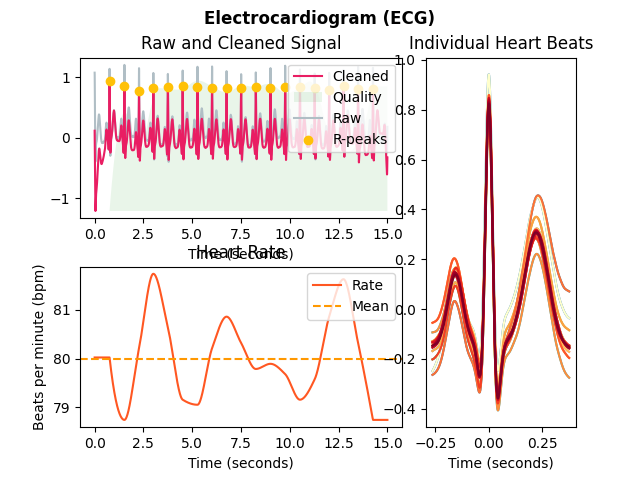 Electrocardiogram (ECG)
Raw and Cleaned Signal
1
0
−1
0.0 2.5 5.0 7.5 10.0 12.5 15.0
Time (seconds)
Cleaned
Quality
Raw
R-peaks
Heart Rate
Beats per minute (bpm)
81
80
79
0.0 2.5 5.0 7.5 10.0 12.5 15.0
Time (seconds)
Rate
Mean
Individual Heart Beats
1.0
0.8
0.6
0.4
0.2
0.0
−0.2
−0.4
−0.25 0.00 0.25
Time (seconds)